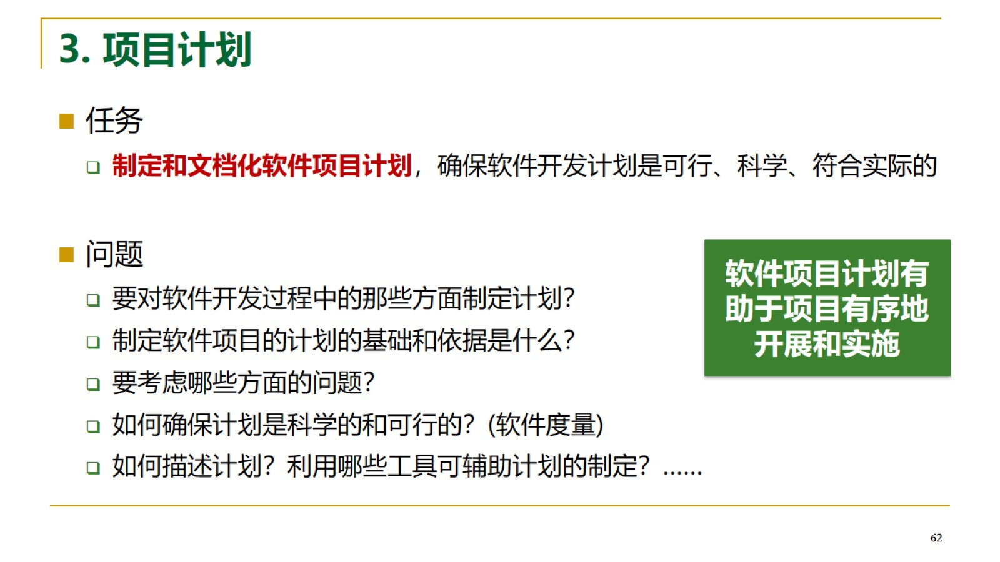 3. 项目计划
任务
制定和文档化软件项目计划，确保软件开发计划是可行、科学、符合实际的
问题
要对软件开发过程中的那些方面制定计划？
制定软件项目的计划的基础和依据是什么？
要考虑哪些方面的问题？
如何确保计划是科学的和可行的？(软件度量)
如何描述计划？利用哪些工具可辅助计划的制定？……
软件项目计划有
助于项目有序地
开展和实施
62